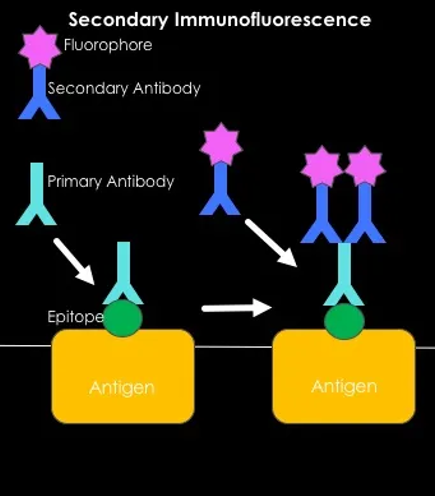 Secondary Immunofluorescence
Fluorophore
Secondary Antibody
Primary Antibody
Epitope
Antigen
Antigen